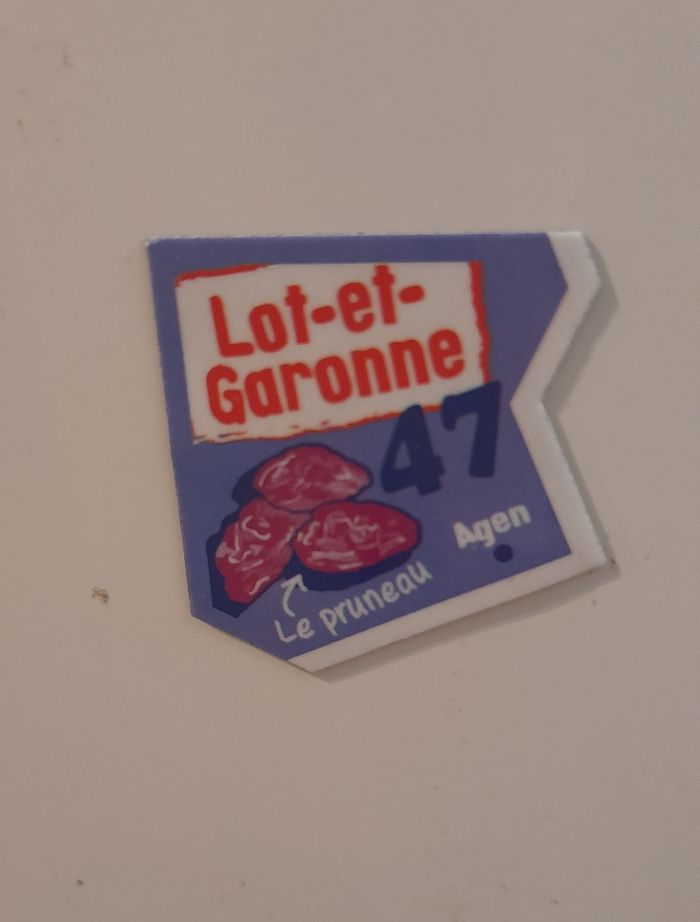 Lot-et-
Garonne
47
Agen
Le pruneau